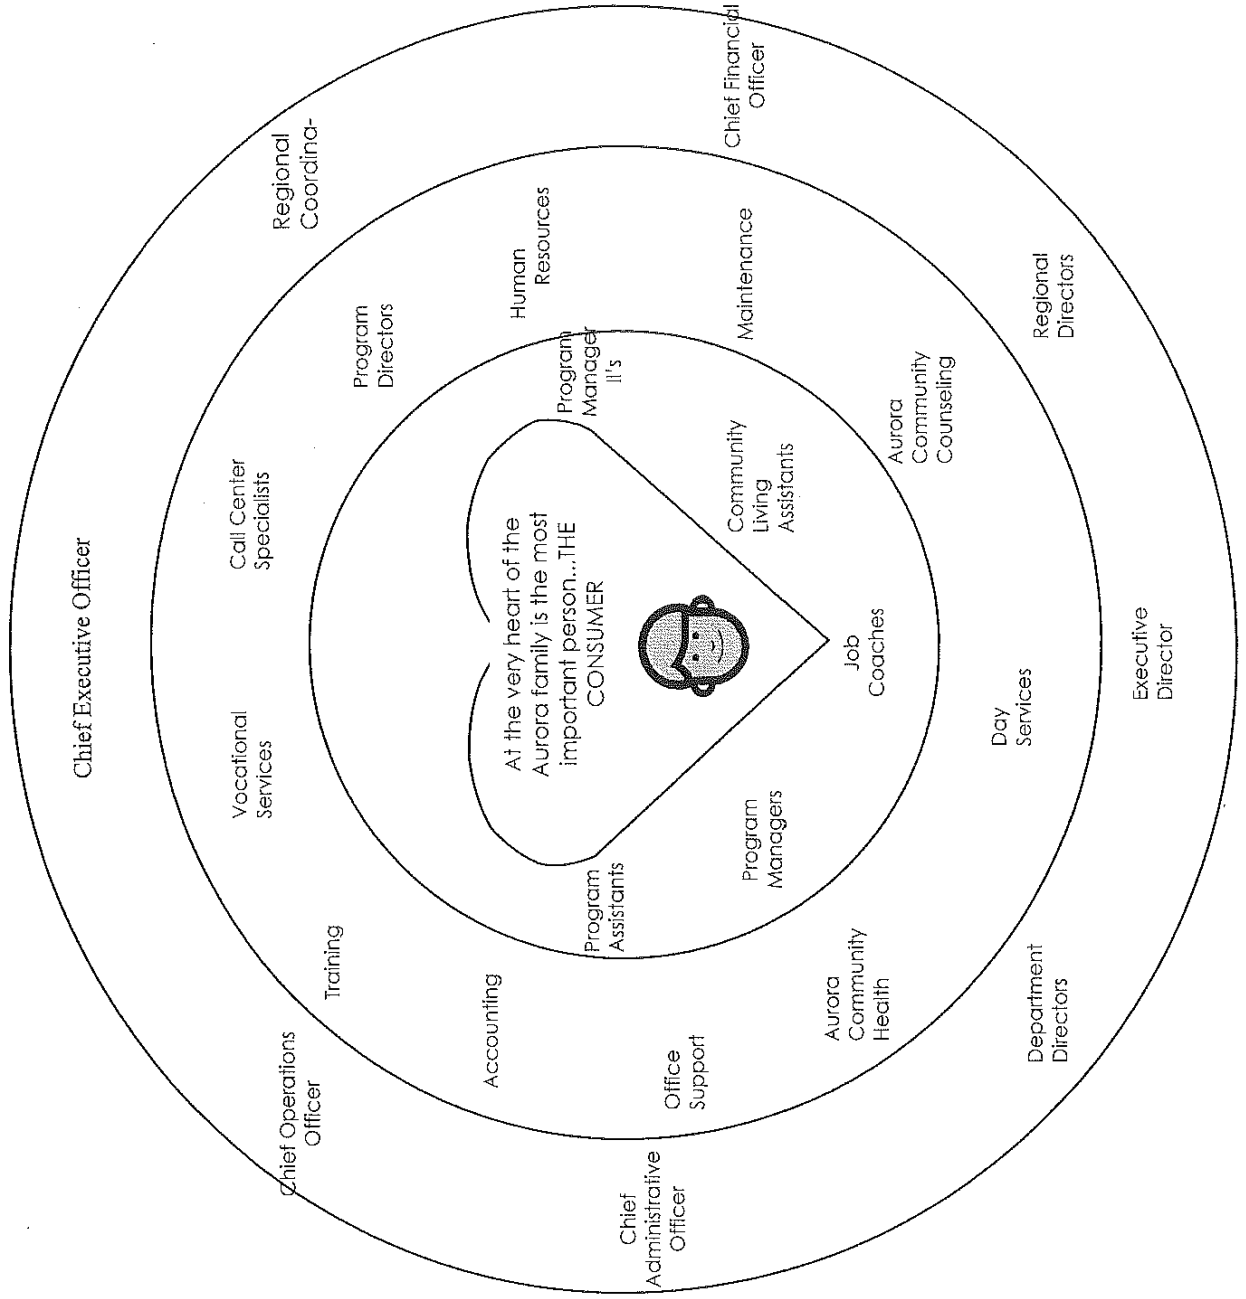 Chief Executive Officer
Vocational
Services
Call Center
Specialists
Chief Operations
Officer
Regional
Coordina-
Training
Program
Directors
Accounting
Human
Resources
At the very heart of the
Aurora family is the most
important person...THE
CONSUMER
Program
Assistants
Program
Manager
II's
Chief
Administrative
Officer
Office
Support
Program
Managers
Community
Living
Assistants
Maintenance
Chief Financial
Officer
Aurora
Community
Health
Job
Coaches
Aurora
Community
Counseling
Day
Services
Department
Directors
Regional
Directors
Executive
Director